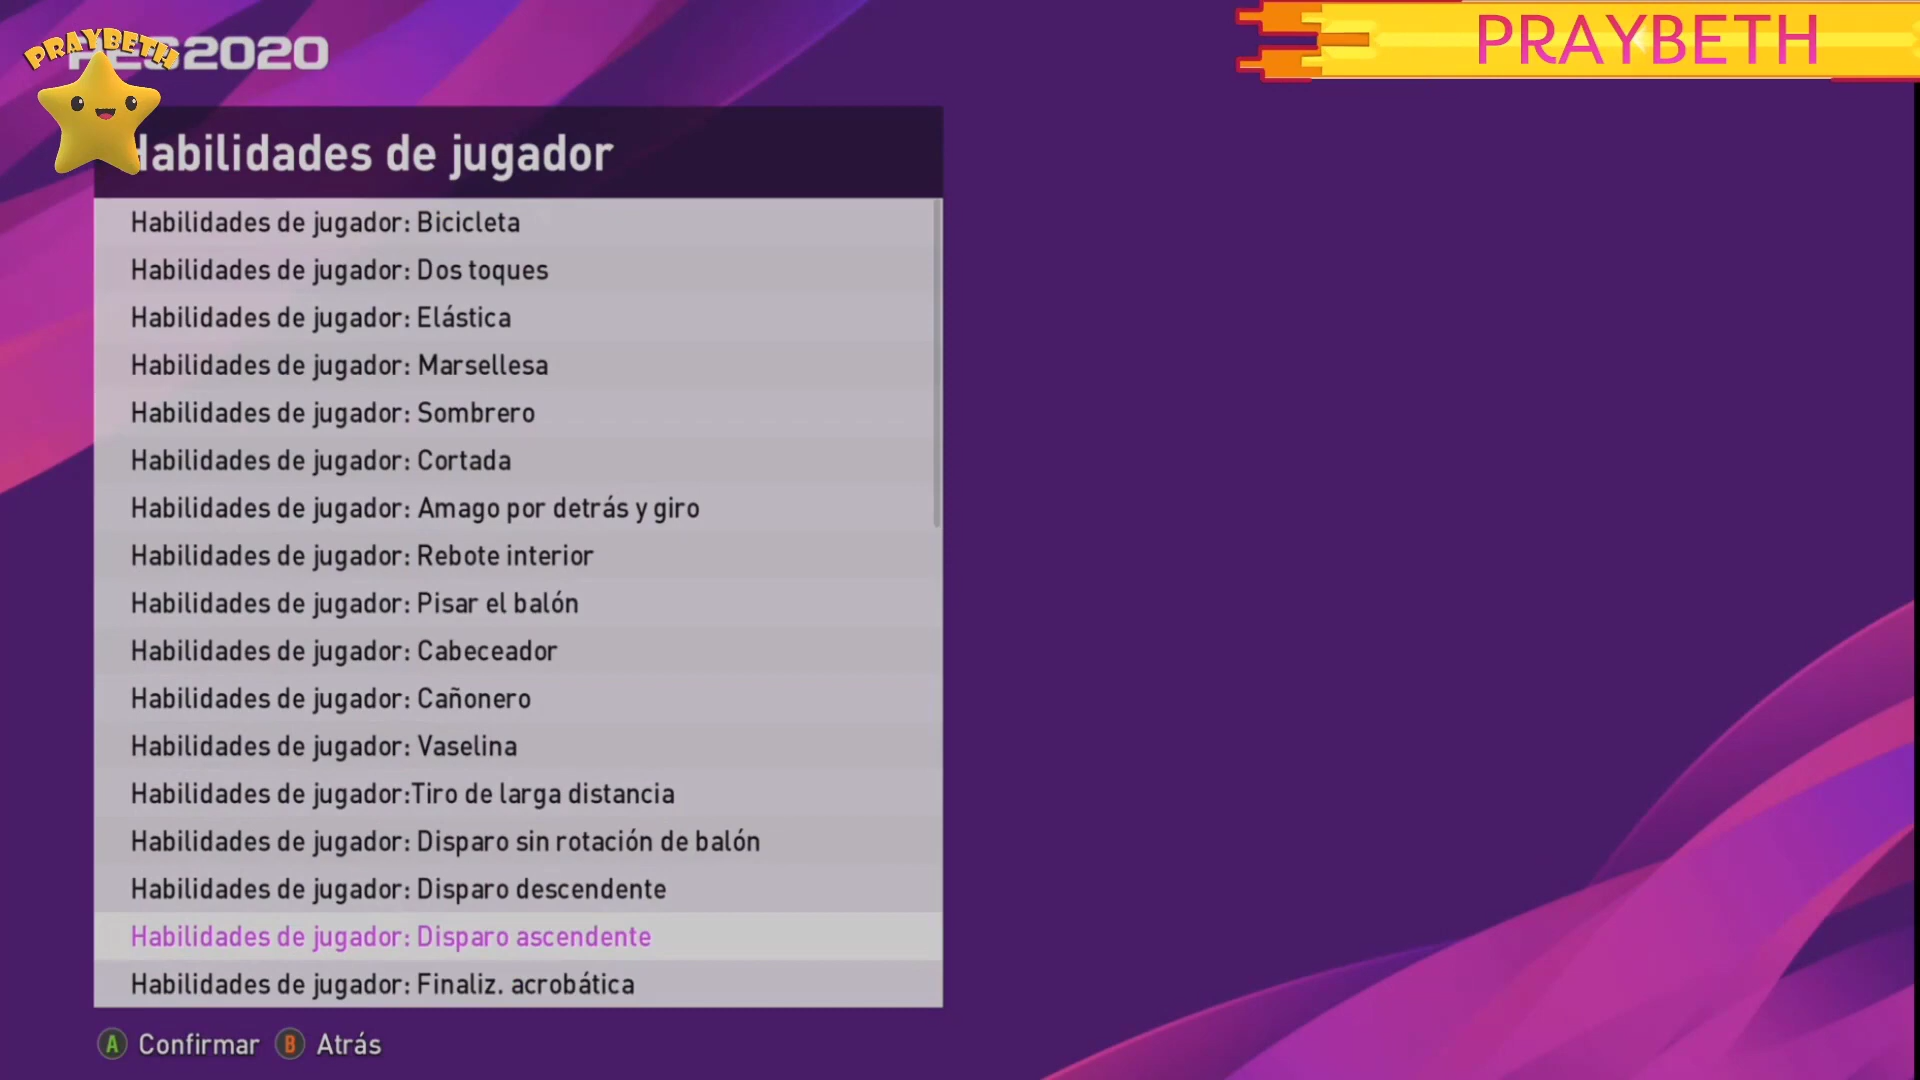 PRAYBETH
PES2020
PRAYBETH
Habilidades de jugador
Habilidades de jugador: Bicicleta
Habilidades de jugador: Dos toques
Habilidades de jugador: Elástica
Habilidades de jugador: Marsellesa
Habilidades de jugador: Sombrero
Habilidades de jugador: Cortada
Habilidades de jugador: Amago por detrás y giro
Habilidades de jugador: Rebote interior
Habilidades de jugador: Pisar el balón
Habilidades de jugador: Cabeceador
Habilidades de jugador: Cañonero
Habilidades de jugador: Vaselina
Habilidades de jugador:Tiro de larga distancia
Habilidades de jugador: Disparo sin rotación de balón
Habilidades de jugador: Disparo descendente
Habilidades de jugador: Disparo ascendente
Habilidades de jugador: Finaliz. acrobática
A Confirmar B Atrás